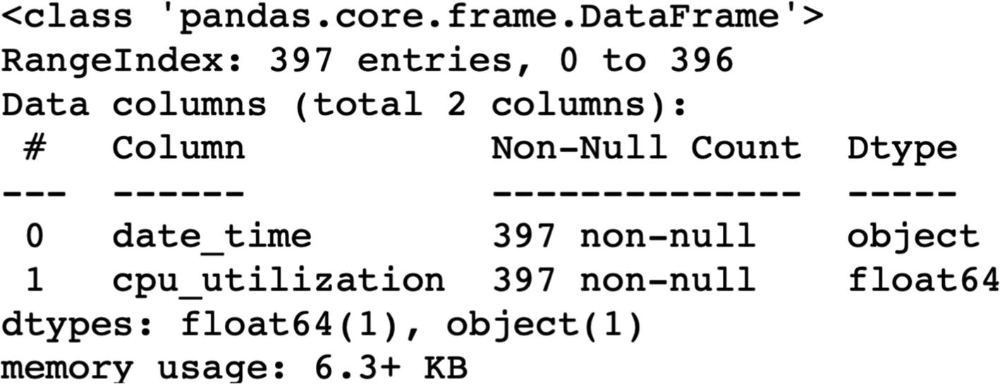 <class 'pandas.core.frame.DataFrame'>
RangeIndex: 397 entries, 0 to 396
Data columns (total 2 columns):
 #   Column           Non-Null Count  Dtype
---  ------           --------------  -----
 0   date_time        397 non-null    object
 1   cpu_utilization  397 non-null    float64
dtypes: float64(1), object(1)
memory usage: 6.3+ KB